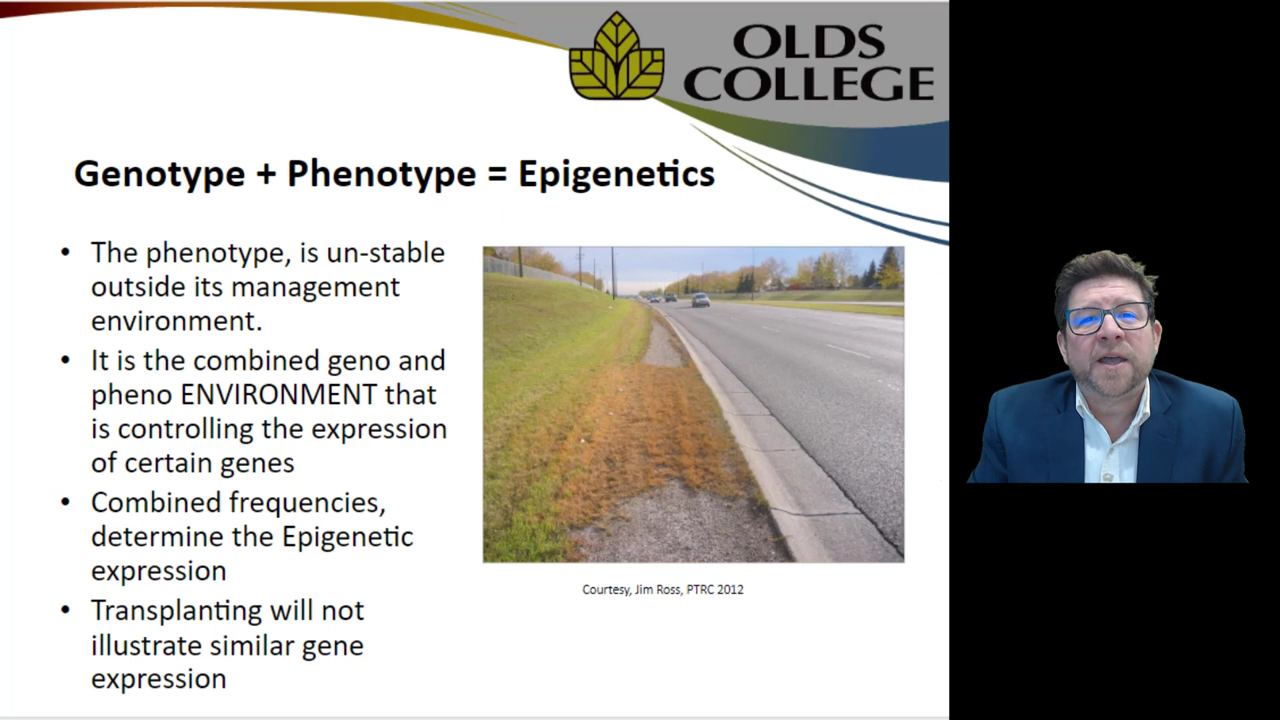 OLDS
COLLEGE
Genotype + Phenotype = Epigenetics
• The phenotype, is un-stable
outside its management
environment.
• It is the combined geno and
pheno ENVIRONMENT that
is controlling the expression
of certain genes
• Combined frequencies,
determine the Epigenetic
expression
• Transplanting will not
illustrate similar gene
expression
Courtesy, Jim Ross, PTRC 2012